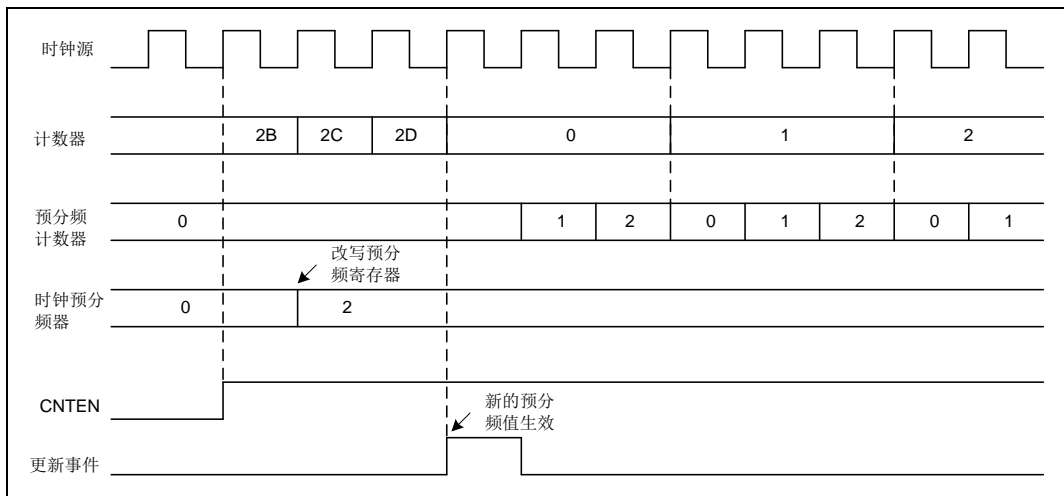 时钟源
计数器
2B 2C 2D 0 1 2
预分频
计数器
0 1 2 0 1 2 0 1
改写预分
频寄存器
时钟预分
频器
0 2
CNTEN
新的预分
频值生效
更新事件